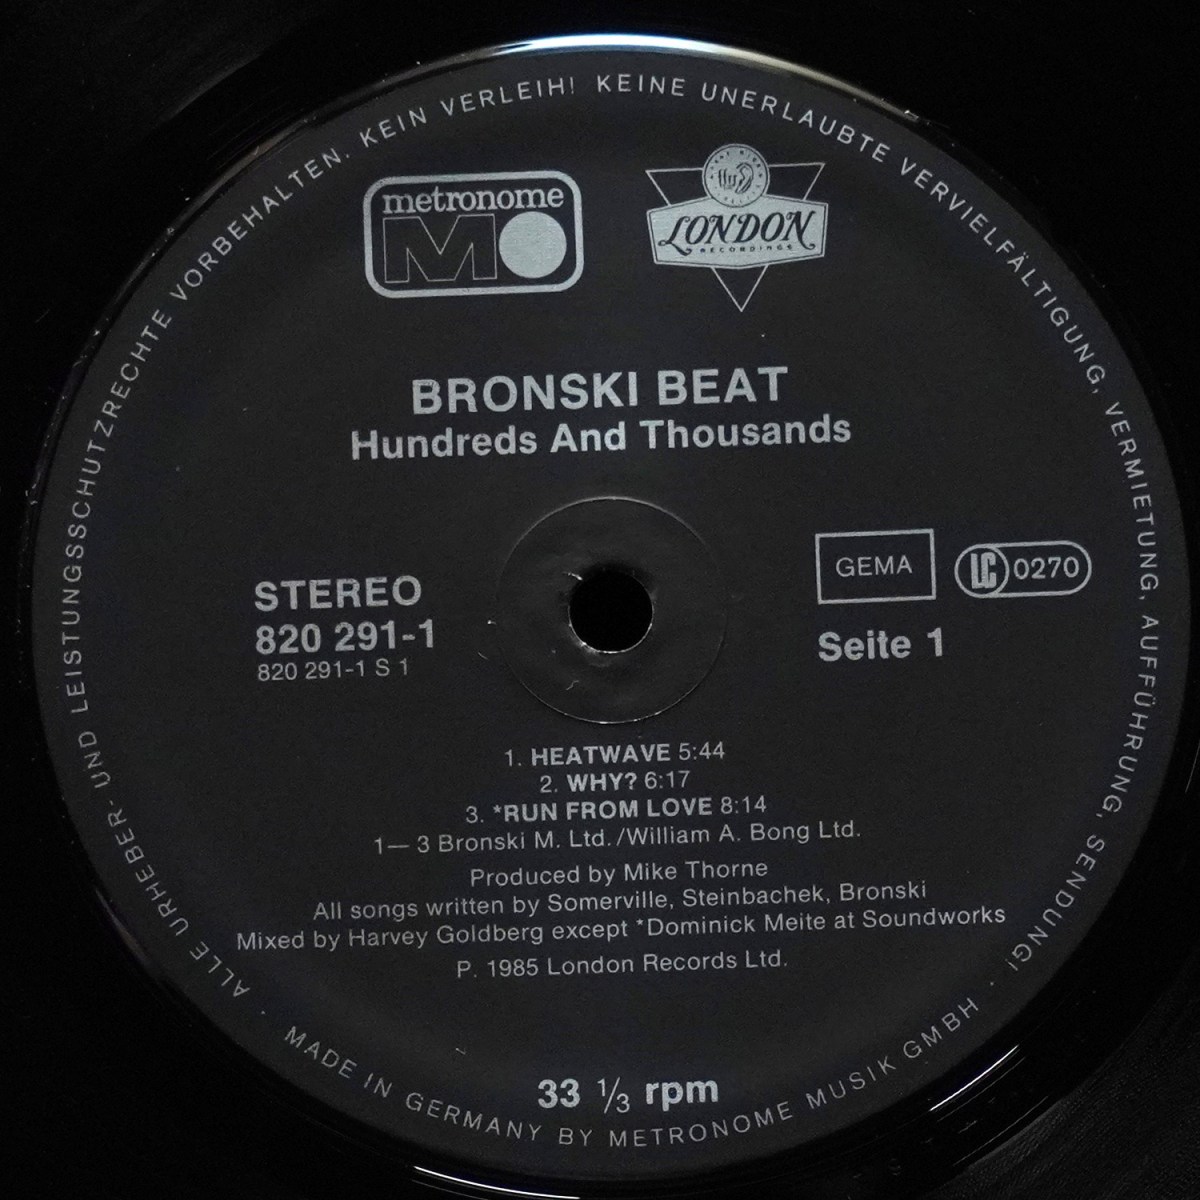 ALLE URHEBER- UND LEISTUNGSSCHUTZRECHTE VORBEHALTEN. KEIN VERLEIH! KEINE UNERLAUBTE VERVIELFÄLTIGUNG, VERMIETUNG, AUFFÜHRUNG, SENDUNG!
metronome
LONDON
RECORDINGS
BRONSKI BEAT
Hundreds And Thousands
STEREO
820 291-1
820 291-1 S 1
GEMA
LC 0270
Seite 1
1. HEATWAVE 5:44
2. WHY? 6:17
3. *RUN FROM LOVE 8:14
1— 3 Bronski M. Ltd./William A. Bong Ltd.
Produced by Mike Thorne
All songs written by Somerville, Steinbachek, Bronski
Mixed by Harvey Goldberg except *Dominick Meite at Soundworks
P. 1985 London Records Ltd.
33 1/3 rpm
· MADE IN GERMANY BY METRONOME MUSIK GMBH ·